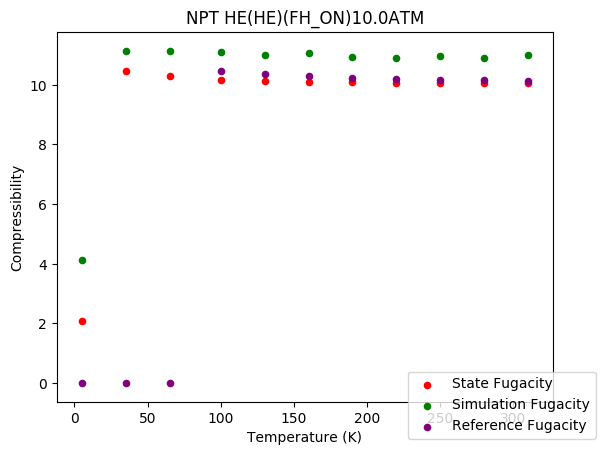 NPT HE(HE)(FH_ON)10.0ATM
Compressibility
10
8
6
4
2
0
0 50 100 150 200 250 300
Temperature (K)
State Fugacity
Simulation Fugacity
Reference Fugacity